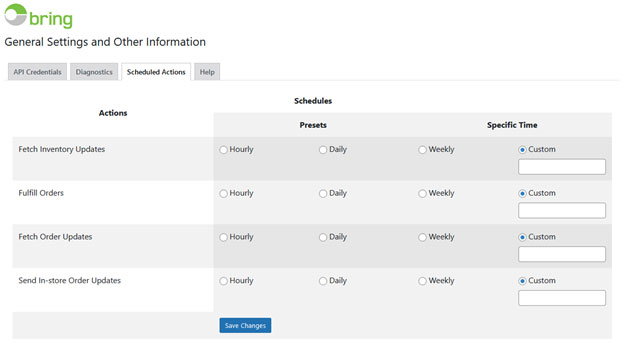 bring
General Settings and Other Information
API Credentials Diagnostics Scheduled Actions Help
Schedules
Actions
Presets Specific Time
Fetch Inventory Updates Hourly Daily Weekly Custom
Fulfill Orders Hourly Daily Weekly Custom
Fetch Order Updates Hourly Daily Weekly Custom
Send In-store Order Updates Hourly Daily Weekly Custom
Save Changes